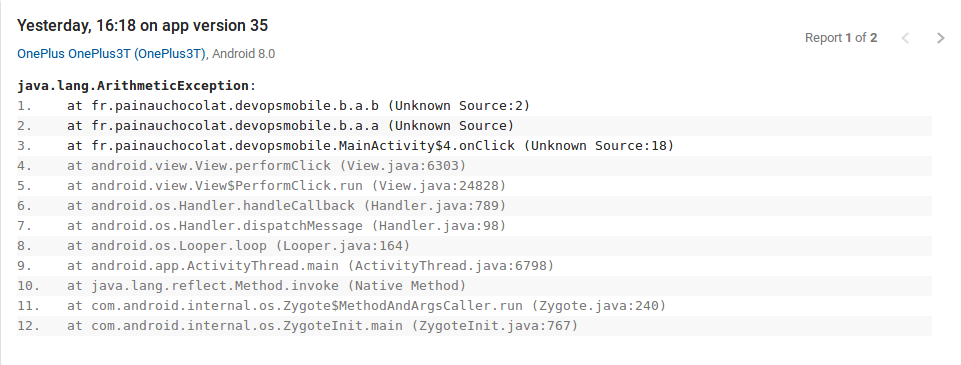 Yesterday, 16:18 on app version 35
Report 1 of 2
OnePlus OnePlus3T (OnePlus3T), Android 8.0
java.lang.ArithmeticException:
1. at fr.painauchocolat.devopsmobile.b.a.b (Unknown Source:2)
2. at fr.painauchocolat.devopsmobile.b.a.a (Unknown Source)
3. at fr.painauchocolat.devopsmobile.MainActivity$4.onClick (Unknown Source:18)
4. at android.view.View.performClick (View.java:6303)
5. at android.view.View$PerformClick.run (View.java:24828)
6. at android.os.Handler.handleCallback (Handler.java:789)
7. at android.os.Handler.dispatchMessage (Handler.java:98)
8. at android.os.Looper.loop (Looper.java:164)
9. at android.app.ActivityThread.main (ActivityThread.java:6798)
10. at java.lang.reflect.Method.invoke (Native Method)
11. at com.android.internal.os.Zygote$MethodAndArgsCaller.run (Zygote.java:240)
12. at com.android.internal.os.ZygoteInit.main (ZygoteInit.java:767)